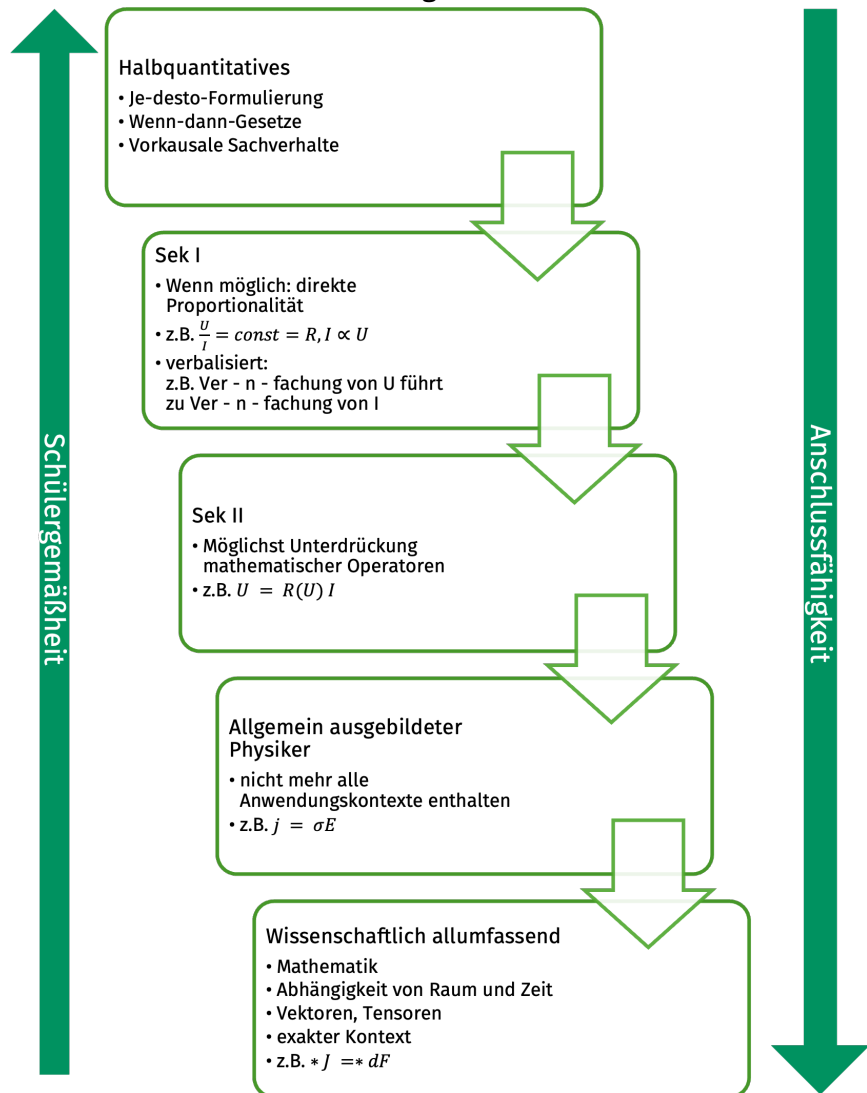 Halbquantitatives
• Je-desto-Formulierung
• Wenn-dann-Gesetze
• Vorkausale Sachverhalte
Sek I
• Wenn möglich: direkte
Proportionalität
• z.B. U/I = const = R, I ∝ U
• verbalisiert:
z.B. Ver - n - fachung von U führt
zu Ver - n - fachung von I
Sek II
• Möglichst Unterdrückung
mathematischer Operatoren
• z.B. U = R(U) I
Allgemein ausgebildeter
Physiker
• nicht mehr alle
Anwendungskontexte enthalten
• z.B. j = σE
Wissenschaftlich allumfassend
• Mathematik
• Abhängigkeit von Raum und Zeit
• Vektoren, Tensoren
• exakter Kontext
• z.B. ∗ J =∗ dF
Schülergemäßheit
Anschlussfähigkeit